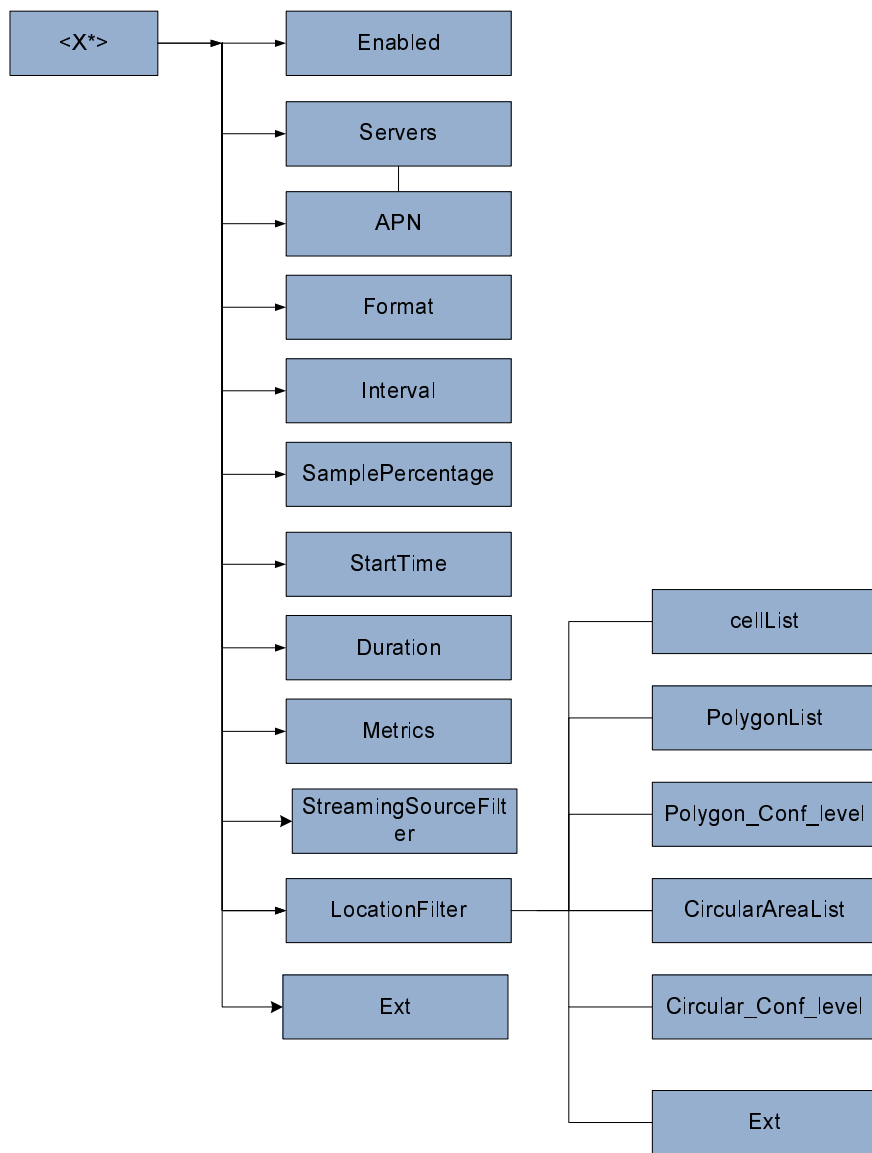 <X*>
Enabled
Servers
APN
Format
Interval
SamplePercentage
StartTime
Duration
Metrics
StreamingSourceFilt
er
LocationFilter
Ext
cellList
PolygonList
Polygon_Conf_level
CircularAreaList
Circular_Conf_level
Ext